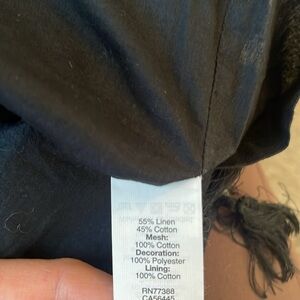 55% Linen
45% Cotton
Mesh:
100% Cotton
Decoration:
100% Polyester
Lining:
100% Cotton
RN77388
CA56445